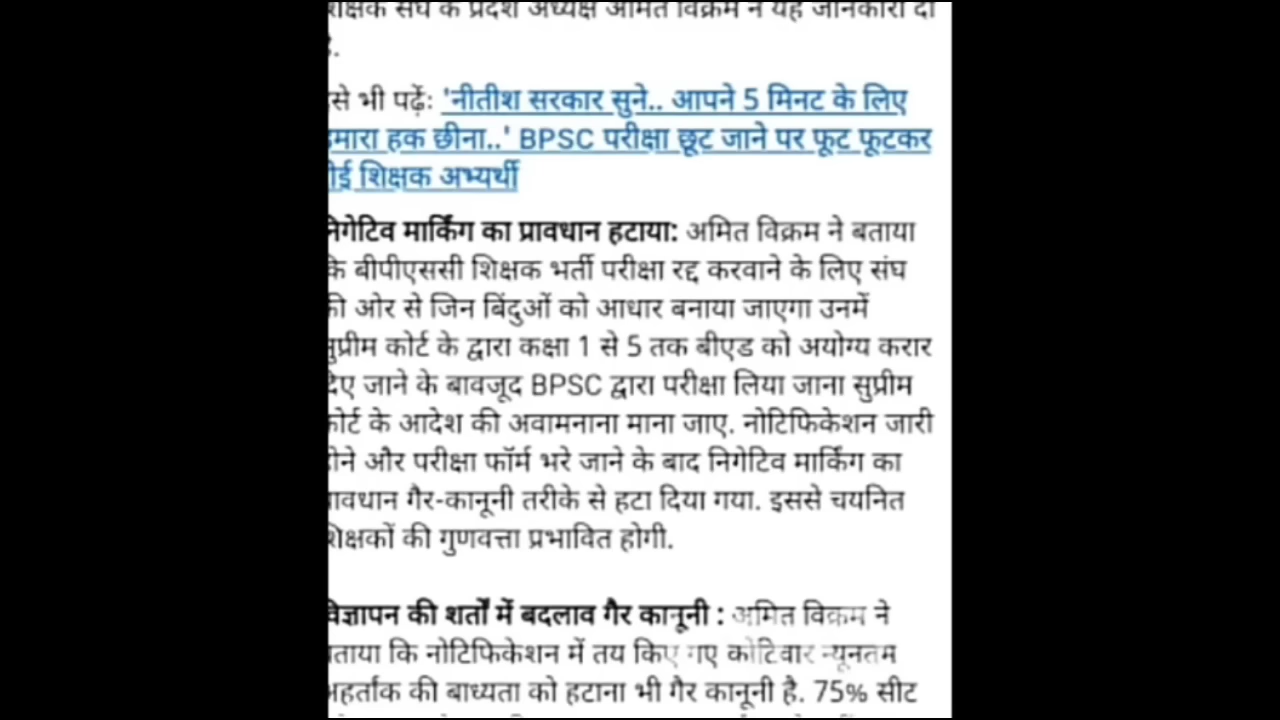 शिक्षक संघ के प्रदेश अध्यक्ष अमित विक्रम ने यह जानकारी दी
है.
इसे भी पढ़ें: 'नीतीश सरकार सुने.. आपने 5 मिनट के लिए
हमारा हक छीना..' BPSC परीक्षा छूट जाने पर फूट फूटकर
रोई शिक्षक अभ्यर्थी
निगेटिव मार्किंग का प्रावधान हटाया: अमित विक्रम ने बताया
कि बीपीएससी शिक्षक भर्ती परीक्षा रद्द करवाने के लिए संघ
की ओर से जिन बिंदुओं को आधार बनाया जाएगा उनमें
सुप्रीम कोर्ट के द्वारा कक्षा 1 से 5 तक बीएड को अयोग्य करार
दिए जाने के बावजूद BPSC द्वारा परीक्षा लिया जाना सुप्रीम
कोर्ट के आदेश की अवामनाना माना जाए. नोटिफिकेशन जारी
होने और परीक्षा फॉर्म भरे जाने के बाद निगेटिव मार्किंग का
प्रावधान गैर-कानूनी तरीके से हटा दिया गया. इससे चयनित
शिक्षकों की गुणवत्ता प्रभावित होगी.
विज्ञापन की शर्तों में बदलाव गैर कानूनी : अमित विक्रम ने
बताया कि नोटिफिकेशन में तय किए गए कोटिवार न्यूनतम
अहर्तांक की बाध्यता को हटाना भी गैर कानूनी है. 75% सीट